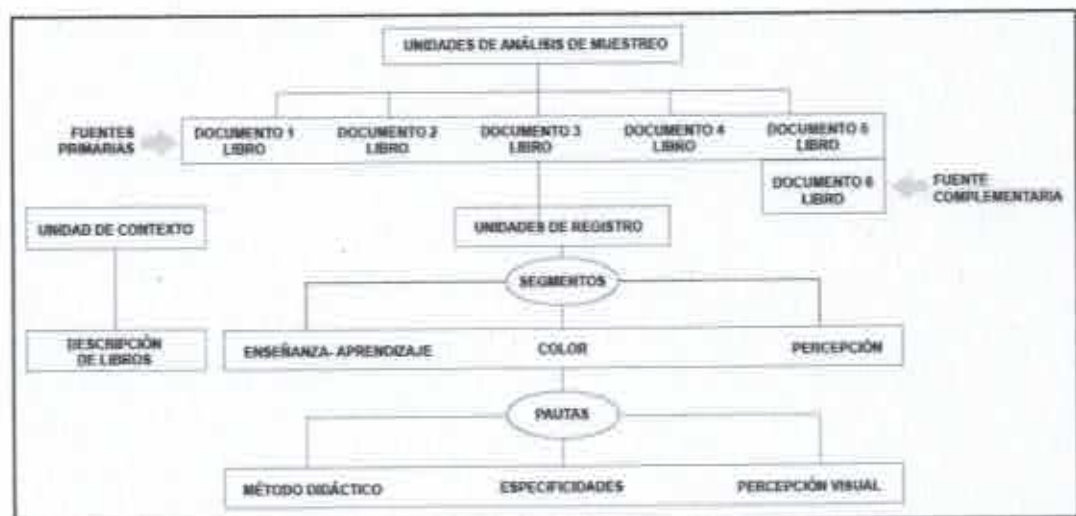 UNIDADES DE ANÁLISIS DE MUESTREO
FUENTES
PRIMARIAS
DOCUMENTO 1
LIBRO
DOCUMENTO 2
LIBRO
DOCUMENTO 3
LIBRO
DOCUMENTO 4
LIBRO
DOCUMENTO 5
LIBRO
DOCUMENTO 6
LIBRO
FUENTE
COMPLEMENTARIA
UNIDAD DE CONTEXTO
UNIDADES DE REGISTRO
SEGMENTOS
DESCRIPCIÓN
DE LIBROS
ENSEÑANZA- APRENDIZAJE
COLOR
PERCEPCIÓN
PAUTAS
MÉTODO DIDÁCTICO
ESPECIFICIDADES
PERCEPCIÓN VISUAL